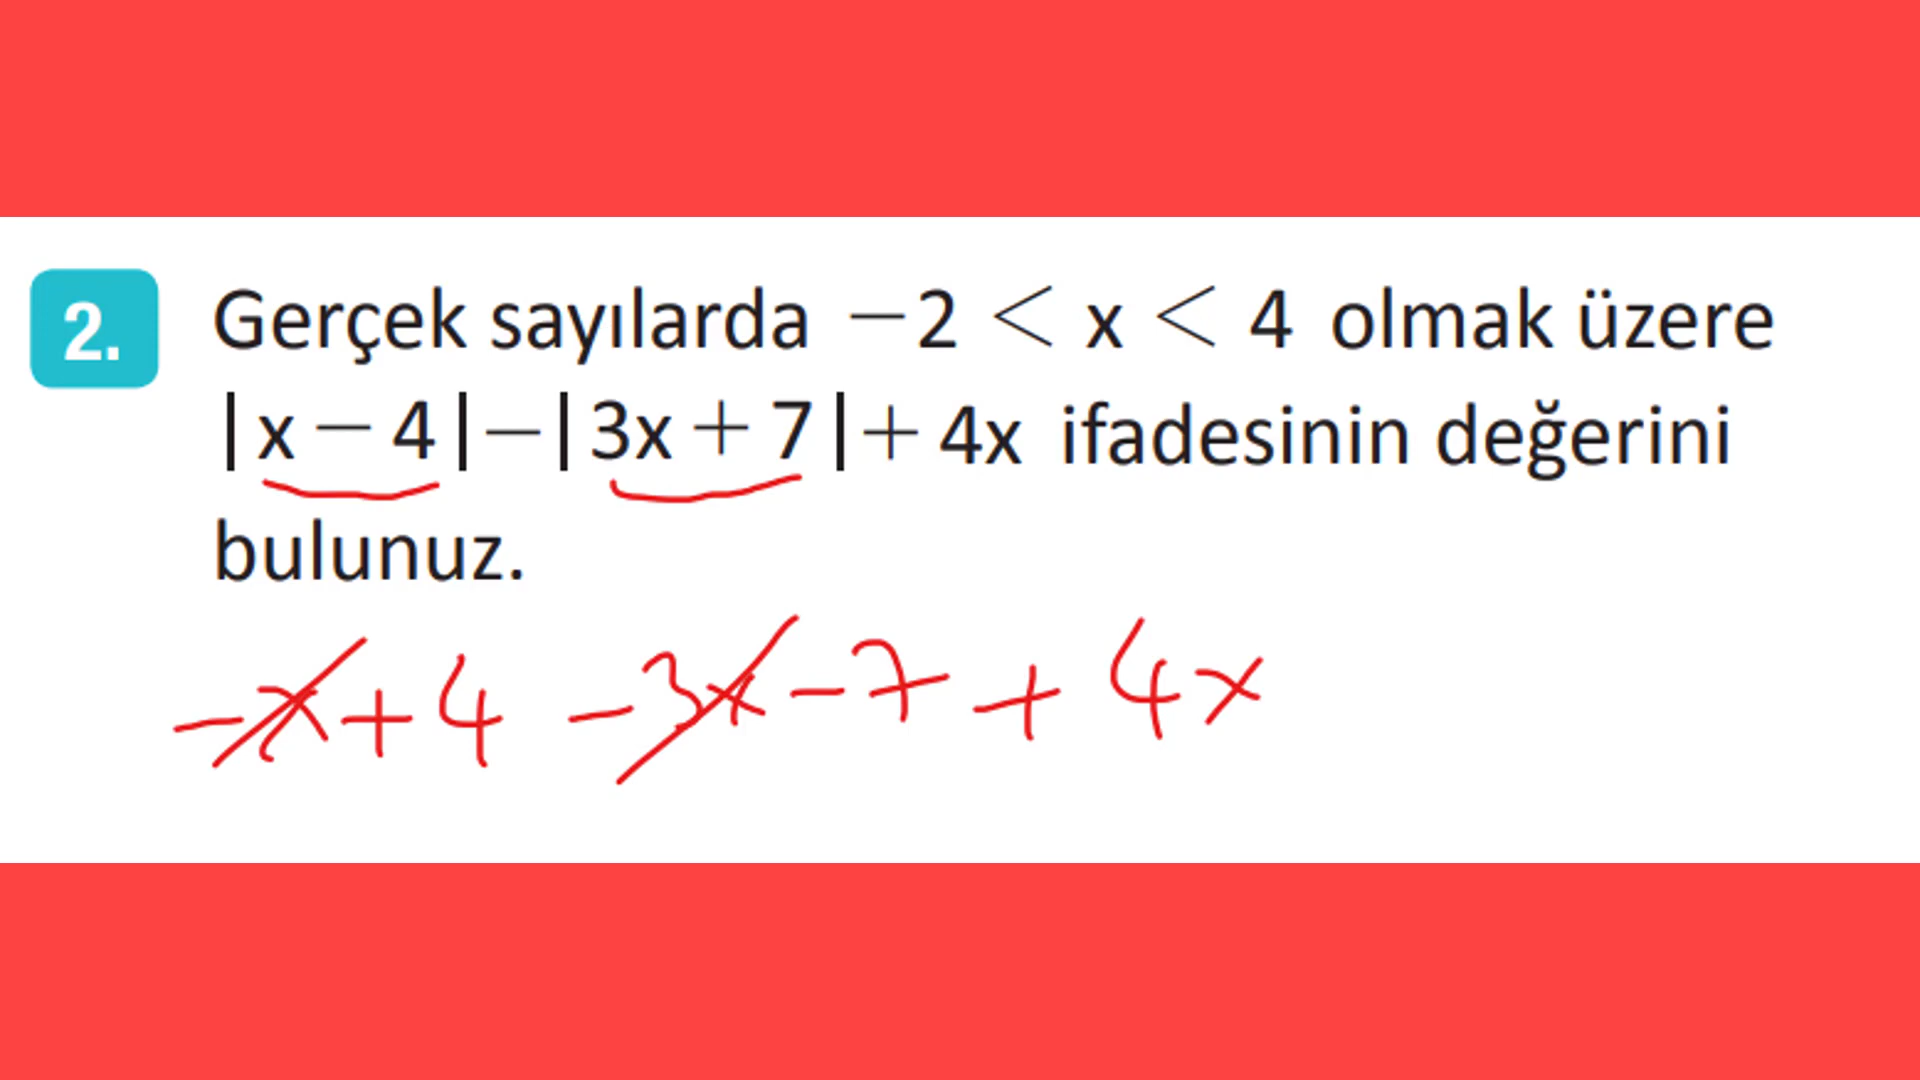 2. Gerçek sayılarda −2 < x < 4 olmak üzere
|x − 4| − |3x + 7| + 4x ifadesinin değerini
bulunuz.
−x + 4 − 3x − 7 + 4x